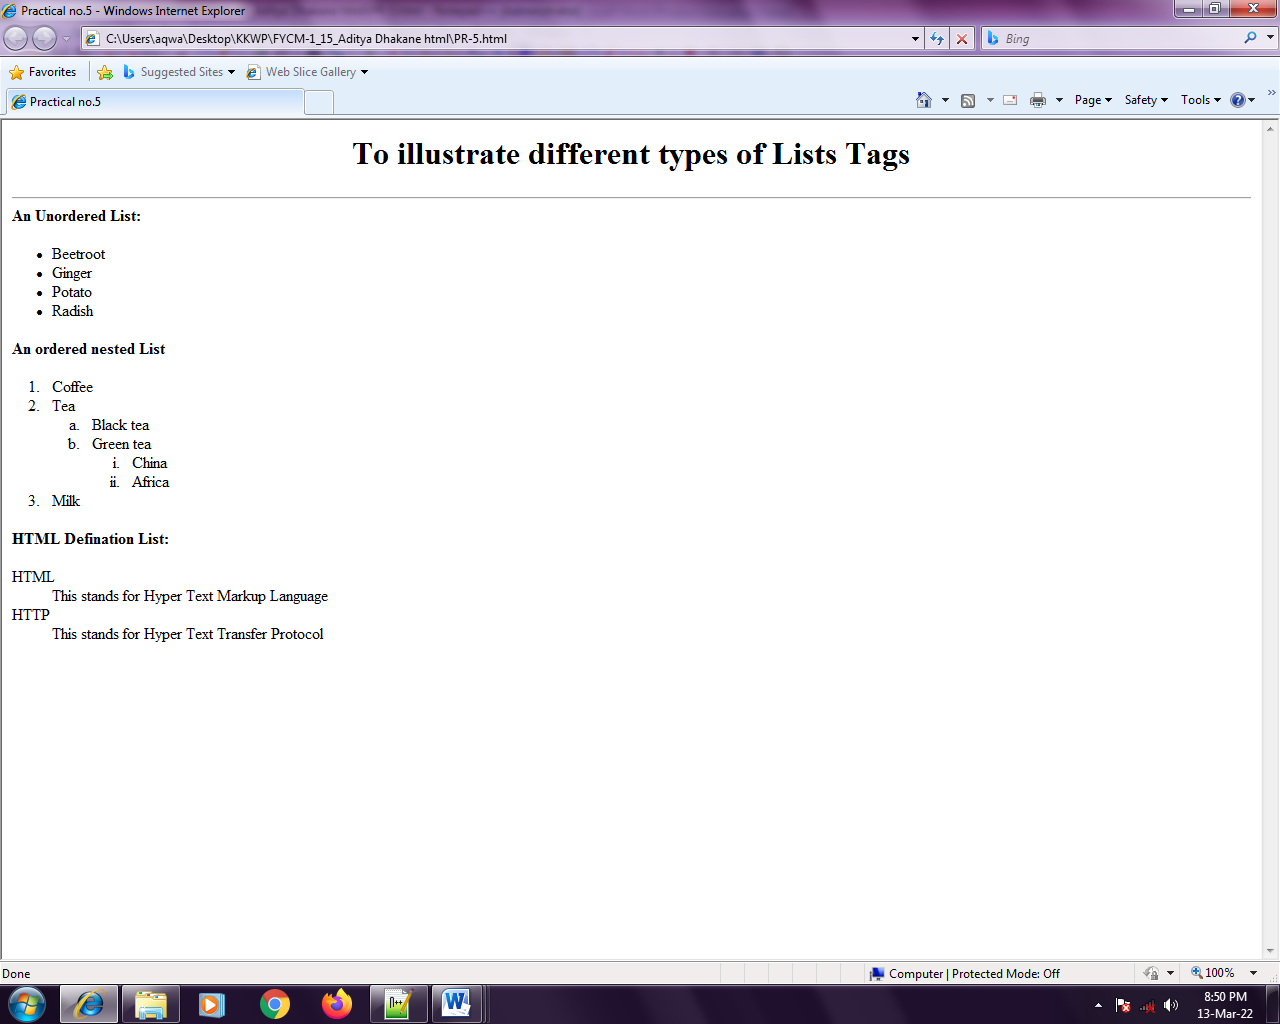 Practical no.5 - Windows Internet Explorer
C:\Users\aqwa\Desktop\KKWP\FYCM-1_15_Aditya Dhakane html\PR-5.html
Bing
Favorites
Suggested Sites
Web Slice Gallery
Practical no.5
Page
Safety
Tools
To illustrate different types of Lists Tags
An Unordered List:
• Beetroot
• Ginger
• Potato
• Radish
An ordered nested List
1. Coffee
2. Tea
a. Black tea
b. Green tea
i. China
ii. Africa
3. Milk
HTML Defination List:
HTML
This stands for Hyper Text Markup Language
HTTP
This stands for Hyper Text Transfer Protocol
Done
Computer | Protected Mode: Off
100%
8:50 PM
13-Mar-22